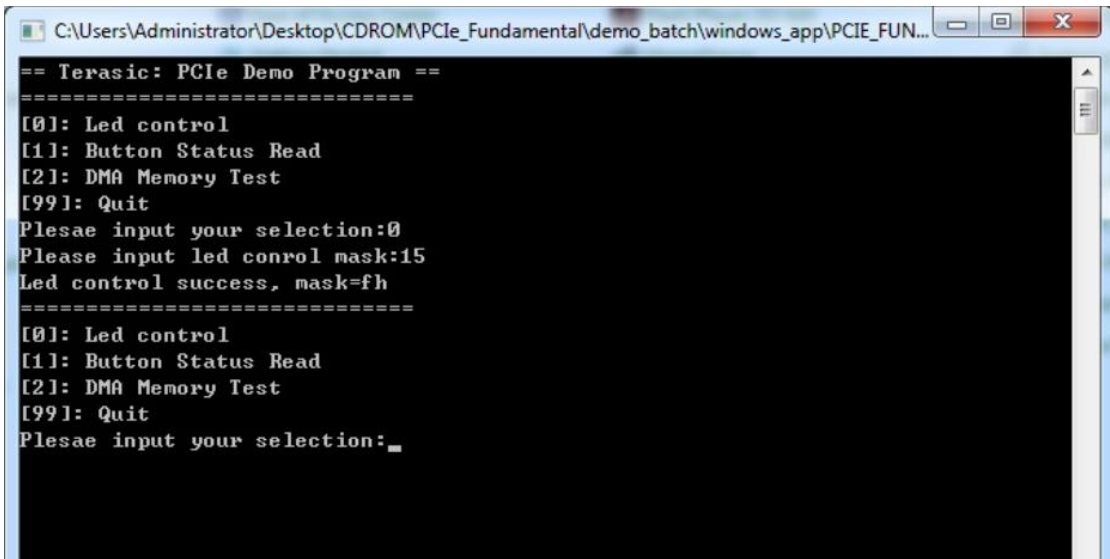 C:\Users\Administrator\Desktop\CDROM\PCIe_Fundamental\demo_batch\windows_app\PCIE_FUN...
== Terasic: PCIe Demo Program ==
==============================
[0]: Led control
[1]: Button Status Read
[2]: DMA Memory Test
[99]: Quit
Plesae input your selection:0
Please input led conrol mask:15
Led control success, mask=fh
==============================
[0]: Led control
[1]: Button Status Read
[2]: DMA Memory Test
[99]: Quit
Plesae input your selection:_